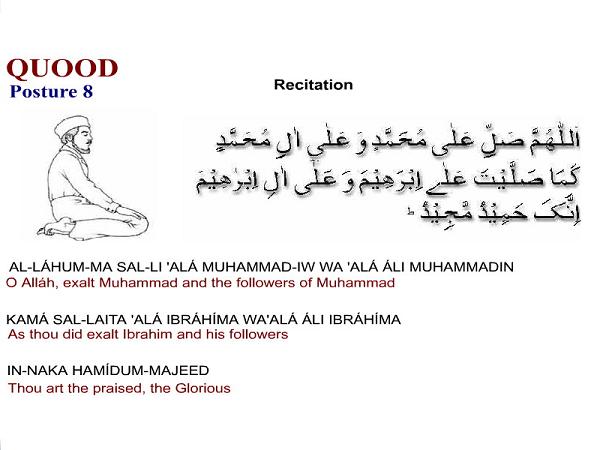 QUOOD
Posture 8
Recitation
اَللّٰهُمَّ صَلِّ عَلٰى مُحَمَّدٍ وَ عَلٰٓى اٰلِ مُحَمَّدٍ
كَمَا صَلَّيْتَ عَلٰٓى اِبْرٰهِيْمَ وَ عَلٰٓى اٰلِ اِبْرٰهِيْمَ
اِنَّكَ حَمِيْدٌ مَّجِيْدٌ ؕ
AL-LÁHUM-MA SAL-LI 'ALÁ MUHAMMAD-IW WA 'ALÁ ÁLI MUHAMMADIN
O Alláh, exalt Muhammad and the followers of Muhammad
KAMÁ SAL-LAITA 'ALÁ IBRÁHÍMA WA'ALÁ ÁLI IBRÁHÍMA
As thou did exalt Ibrahim and his followers
IN-NAKA HAMÍDUM-MAJEED
Thou art the praised, the Glorious